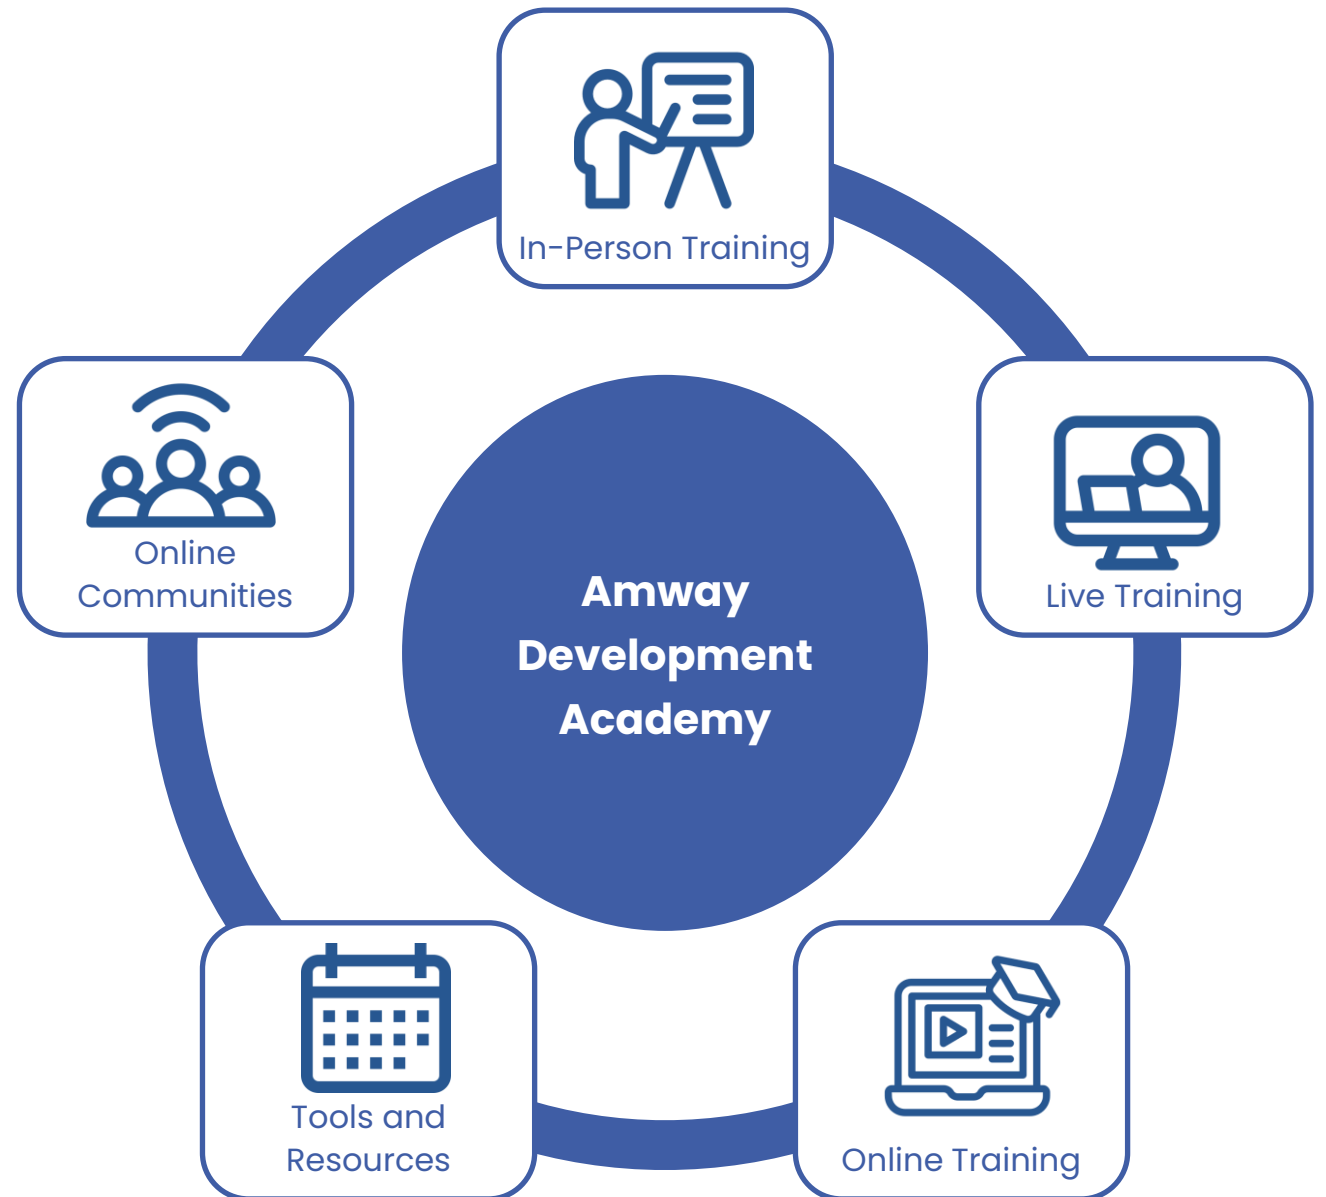 In-Person Training
Online
Communities
Live Training
Amway
Development
Academy
Tools and
Resources
Online Training